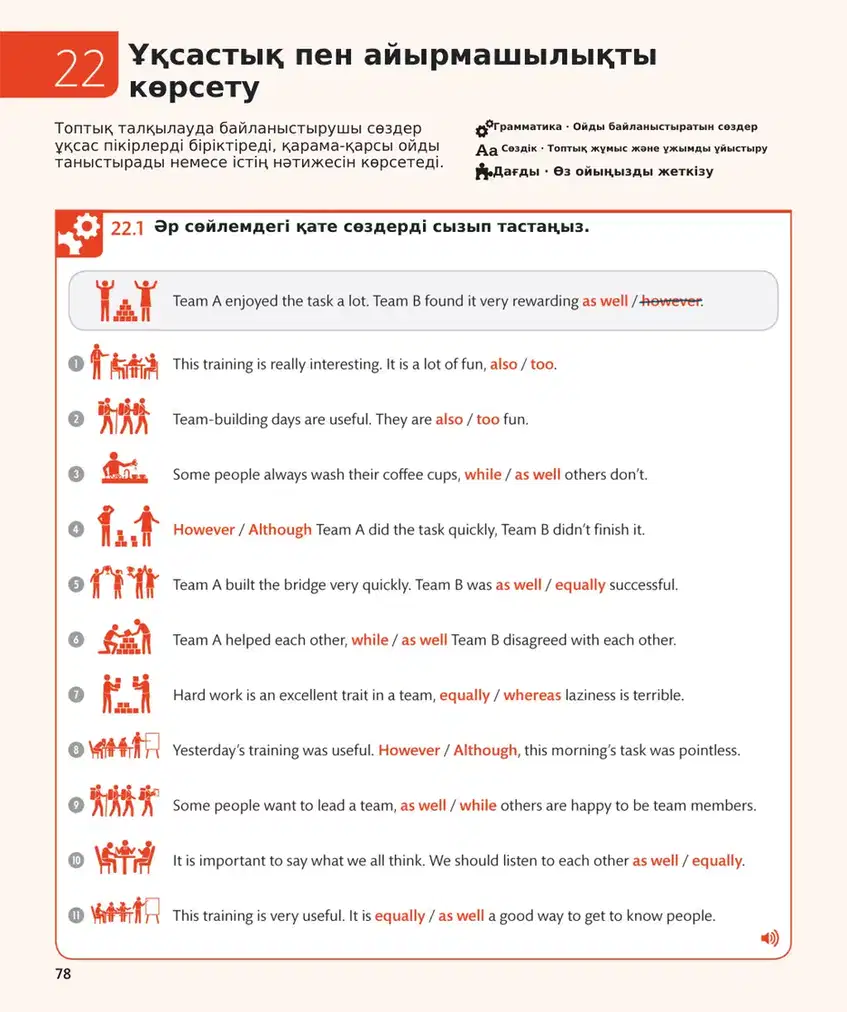 22
Ұқсастық пен айырмашылықты
көрсету
Топтық талқылауда байланыстырушы сөздер
ұқсас пікірлерді біріктіреді, қарама-қарсы ойды
таныстырады немесе істің нәтижесін көрсетеді.
Грамматика · Ойды байланыстыратын сөздер
Aa Сөздік · Топтық жұмыс және ұжымды ұйыстыру
Дағды · Өз ойыңызды жеткізу
22.1 Әр сөйлемдегі қате сөздерді сызып тастаңыз.
Team A enjoyed the task a lot. Team B found it very rewarding as well / however.
1 This training is really interesting. It is a lot of fun, also / too.
2 Team-building days are useful. They are also / too fun.
3 Some people always wash their coffee cups, while / as well others don't.
4 However / Although Team A did the task quickly, Team B didn't finish it.
5 Team A built the bridge very quickly. Team B was as well / equally successful.
6 Team A helped each other, while / as well Team B disagreed with each other.
7 Hard work is an excellent trait in a team, equally / whereas laziness is terrible.
8 Yesterday's training was useful. However / Although, this morning's task was pointless.
9 Some people want to lead a team, as well / while others are happy to be team members.
10 It is important to say what we all think. We should listen to each other as well / equally.
11 This training is very useful. It is equally / as well a good way to get to know people.
78